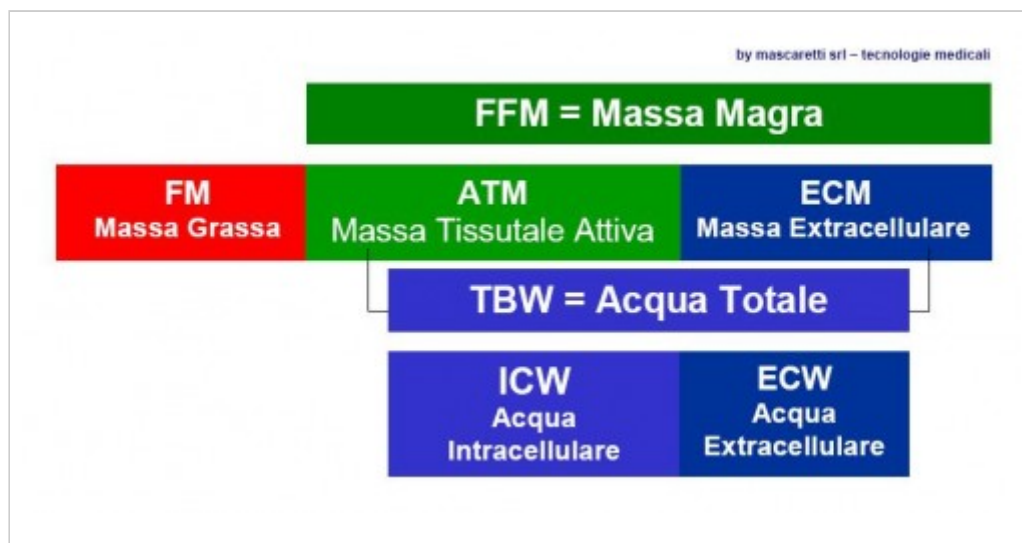 by mascaretti srl – tecnologie medicali
FFM = Massa Magra
FM
Massa Grassa
ATM
Massa Tissutale Attiva
ECM
Massa Extracellulare
TBW = Acqua Totale
ICW
Acqua
Intracellulare
ECW
Acqua
Extracellulare